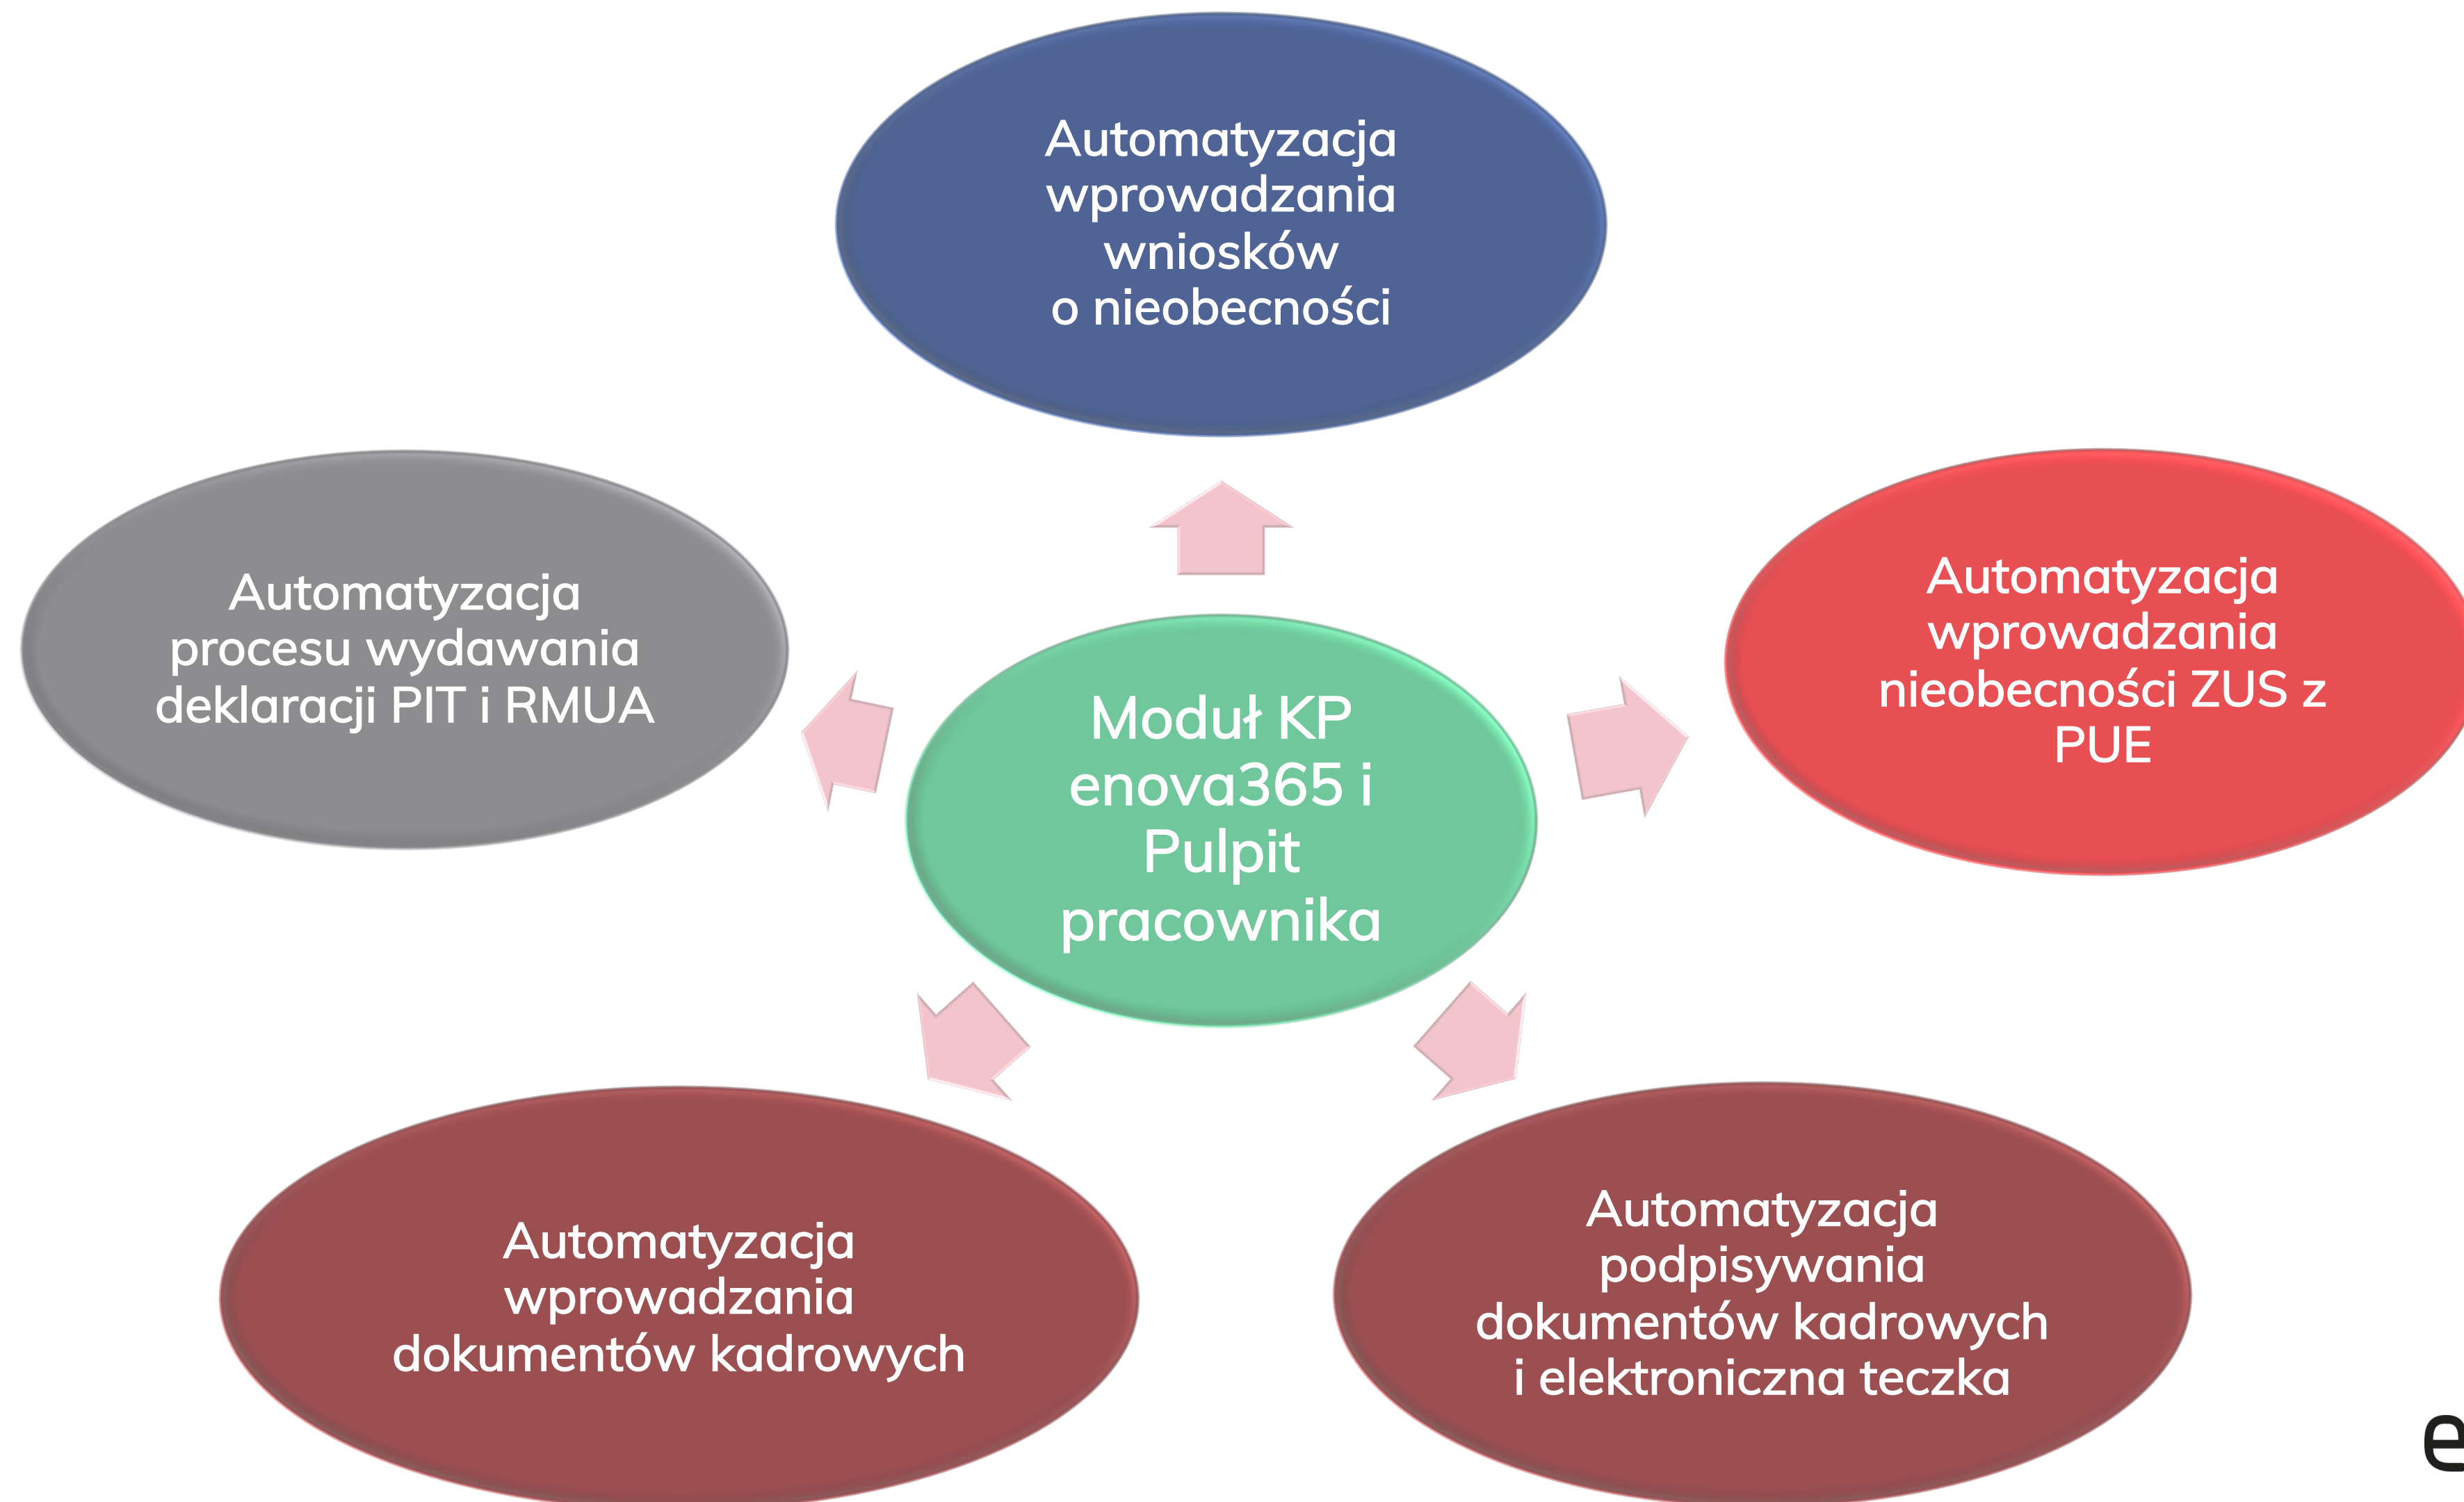 Automatyzacja
wprowadzania
wniosków
o nieobecności
Automatyzacja
procesu wydawania
deklaracji PIT i RMUA
Automatyzacja
wprowadzania
nieobecności ZUS z
PUE
Moduł KP
enova365 i
Pulpit
pracownika
Automatyzacja
wprowadzania
dokumentów kadrowych
Automatyzacja
podpisywania
dokumentów kadrowych
i elektroniczna teczka
e